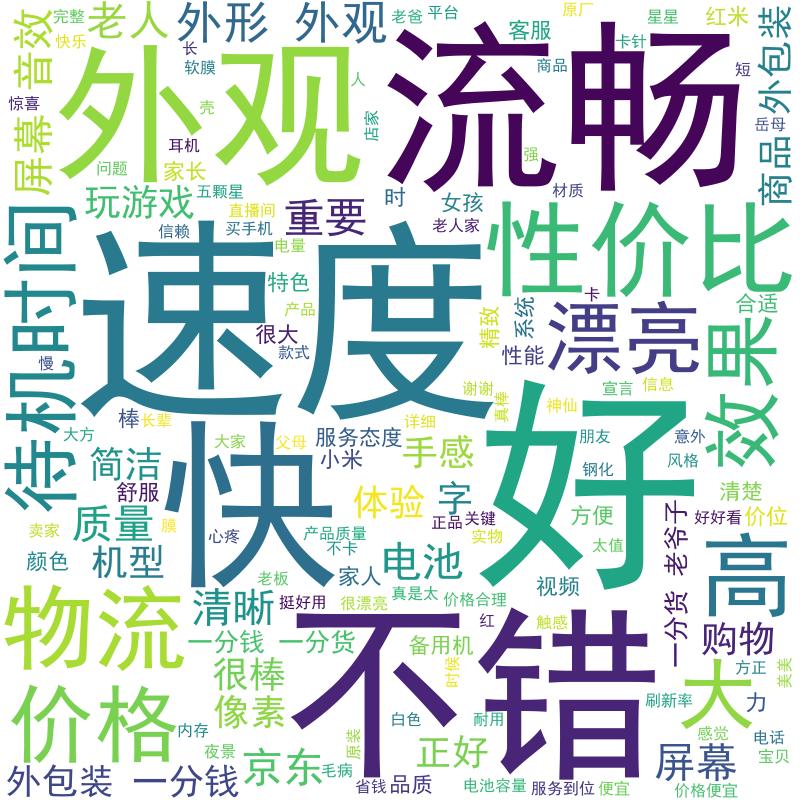 完整
快乐
老人
外形
外观
老爸
平台
原厂
星星
红米
外包装
音效
长
软膜
客服
卡针
短
惊喜
外观
流畅
人
壳
商品
岳母
屏幕
耳机
店家
强
商品
问题
家长
玩游戏
五颗星
直播间
重要
时
女孩
材质
信赖
买手机
老人家
性价比
待机时间
速度
电量
特色
产品
卡
系统
漂亮
合适
精致
很大
款式
性能
效果
慢
谢谢
真棒
宣言
信息
神仙
好
棒
长辈
详细
大方
大家
父母
服务态度
朋友
意外
简洁
快
小米
手感
钢化
风格
舒服
体验
字
清楚
质量
正品
关键
方便
好好看
价位
卖家
膜
心疼
产品质量
不卡
实物
太值
老爷子
高
颜色
机型
家人
电池
老板
真是太
视频
物流
清晰
挺好用
很漂亮
价格合理
红
触感
一分货
购物
一分钱
一分货
不错
备用机
很棒
时候
大
方正
美美
价格
像素
白色
耐用
刷新率
力
内存
感觉
电话
夜景
原装
正好
屏幕
宝贝
外包装
一分钱
京东
毛病
省钱
品质
电池容量
服务到位
便宜
价格便宜